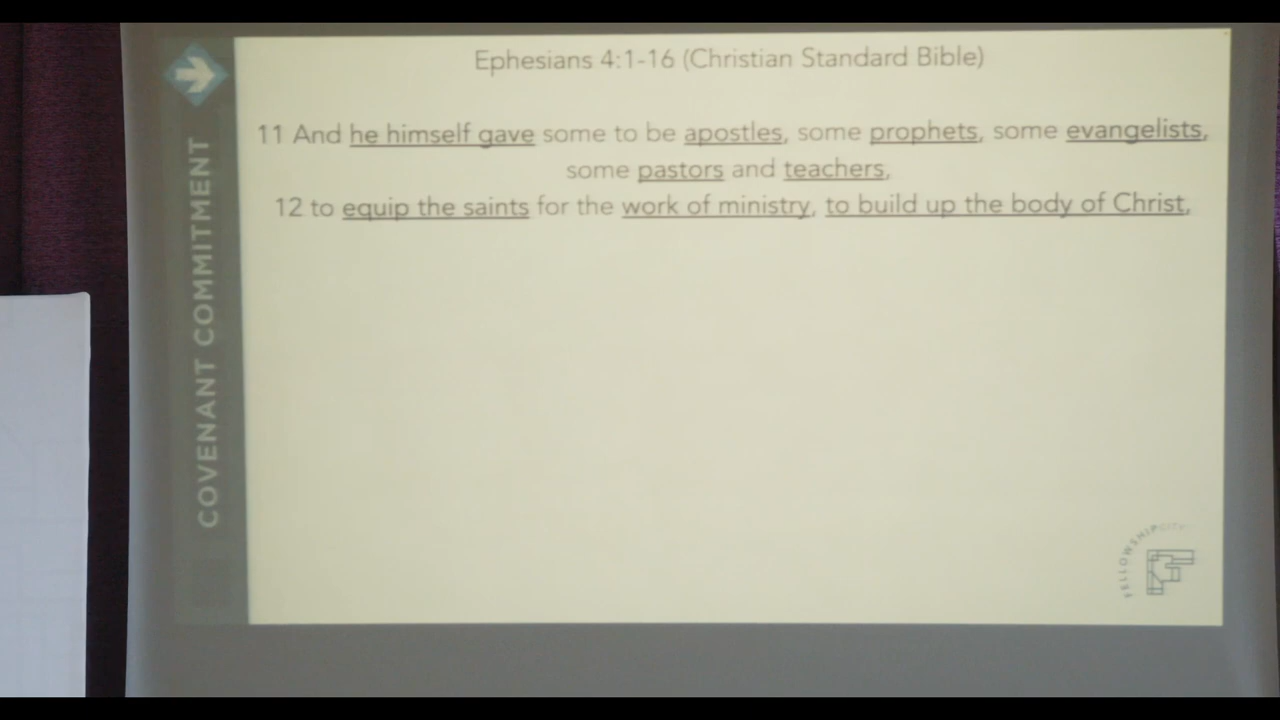 Ephesians 4:1-16 (Christian Standard Bible)
11 And he himself gave some to be apostles, some prophets, some evangelists,
some pastors and teachers,
12 to equip the saints for the work of ministry, to build up the body of Christ,
COVENANT COMMITMENT
FELLOWSHIPCITY